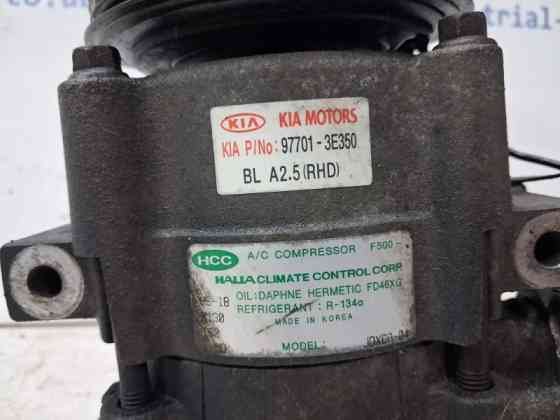 KIA KIA MOTORS
KIA P/No: 97701-3E350
BL A2.5(RHD)
HCC A/C COMPRESSOR F500-
HALLA CLIMATE CONTROL CORP
OIL:DAPHNE HERMETIC FD46XG
REFRIGERANT: R-134a
MADE IN KOREA
MODEL: